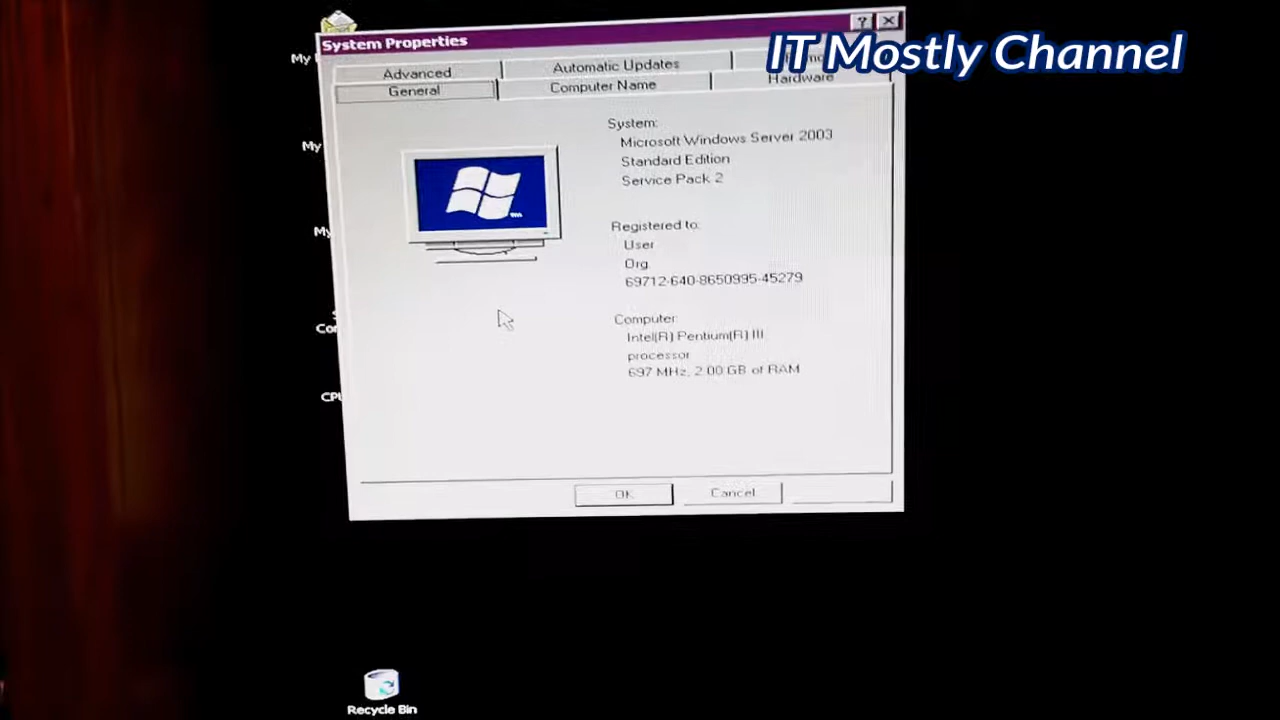 IT Mostly Channel
System Properties
Advanced
Automatic Updates
General
Computer Name
Hardware
System:
Microsoft Windows Server 2003
Standard Edition
Service Pack 2
Registered to:
User
Org
69712-640-8650995-45279
Computer:
Intel(R) Pentium(R) III
processor
697 MHz, 2.00 GB of RAM
OK
Cancel
My
My
My
CPU
Recycle Bin